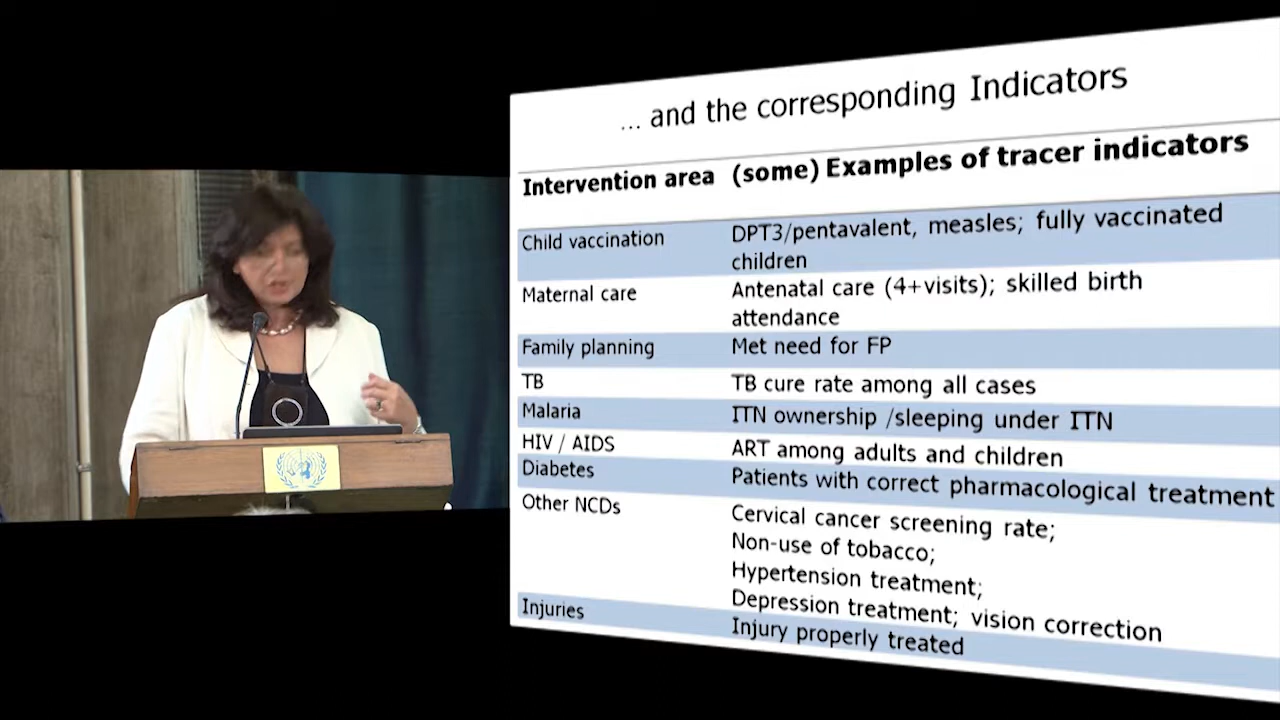 ... and the corresponding Indicators
Intervention area (some) Examples of tracer indicators
Child vaccination DPT3/pentavalent, measles; fully vaccinated
children
Maternal care Antenatal care (4+visits); skilled birth
attendance
Family planning Met need for FP
TB TB cure rate among all cases
Malaria ITN ownership /sleeping under ITN
HIV / AIDS ART among adults and children
Diabetes Patients with correct pharmacological treatment
Other NCDs Cervical cancer screening rate;
Non-use of tobacco;
Hypertension treatment;
Depression treatment; vision correction
Injuries Injury properly treated